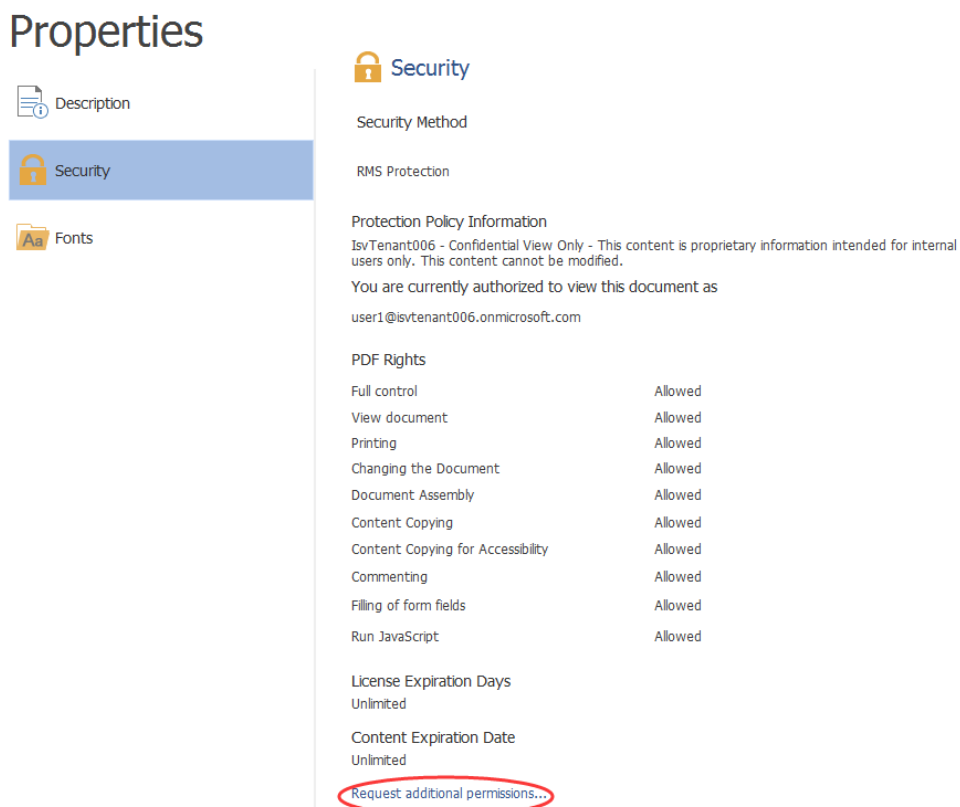 Properties
Description
Security
Aa Fonts
Security
Security Method
RMS Protection
Protection Policy Information
IsvTenant006 - Confidential View Only - This content is proprietary information intended for internal
users only. This content cannot be modified.
You are currently authorized to view this document as
user1@isvtenant006.onmicrosoft.com
PDF Rights
Full control Allowed
View document Allowed
Printing Allowed
Changing the Document Allowed
Document Assembly Allowed
Content Copying Allowed
Content Copying for Accessibility Allowed
Commenting Allowed
Filling of form fields Allowed
Run JavaScript Allowed
License Expiration Days
Unlimited
Content Expiration Date
Unlimited
Request additional permissions...